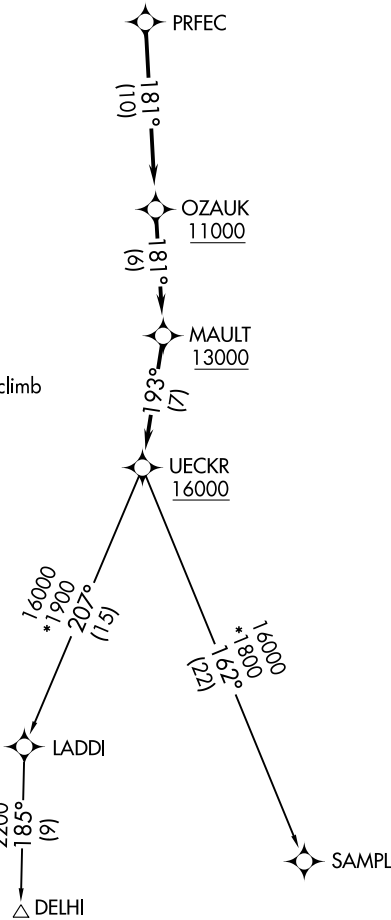 PRFEC
181°
(10)
OZAUK
11000
181°
(9)
MAULT
13000
climb
193°
(7)
UECKR
16000
16000
*1900
207°
(15)
16000
*1800
162°
(22)
LADDI
185°
(9)
SAMPL
DELHI